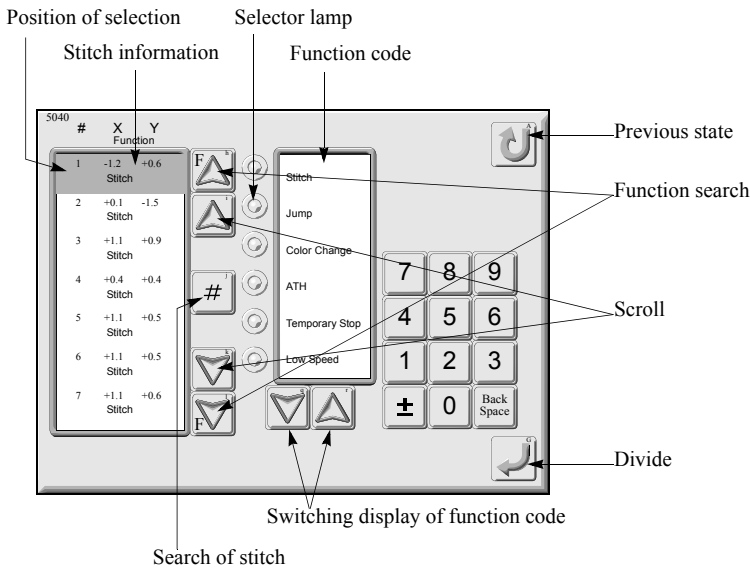 Position of selection
Selector lamp
Stitch information
Function code
5040
# X Y
Function
1 -1.2 +0.6
Stitch
2 +0.1 -1.5
Stitch
3 +1.1 +0.9
Stitch
4 +0.4 +0.4
Stitch
5 +1.1 +0.5
Stitch
6 +1.1 +0.5
Stitch
7 +1.1 +0.6
Stitch
F h
i
# j
k
F l
Stitch
Jump
Color Change
ATH
Temporary Stop
Low Speed
q r
A
7 8 9
4 5 6
1 2 3
± 0 Back
Space
G
Previous state
Function search
Scroll
Divide
Switching display of function code
Search of stitch